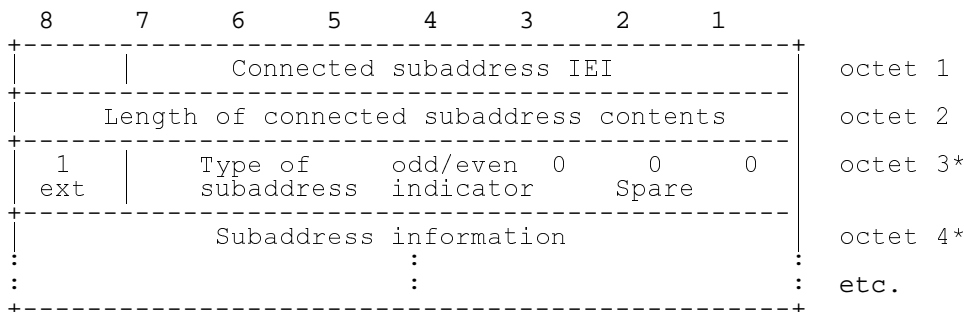 8 7 6 5 4 3 2 1
Connected subaddress IEI octet 1
Length of connected subaddress contents octet 2
1 Type of odd/even 0 0 0 octet 3*
ext subaddress indicator Spare
Subaddress information octet 4*
: : :
: : : etc.